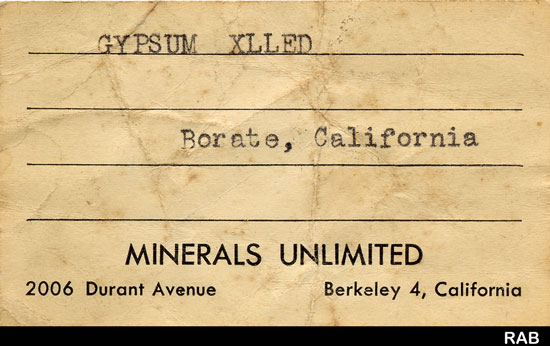 GYPSUM XLLED
Borate, California
MINERALS UNLIMITED
2006 Durant Avenue Berkeley 4, California
RAB